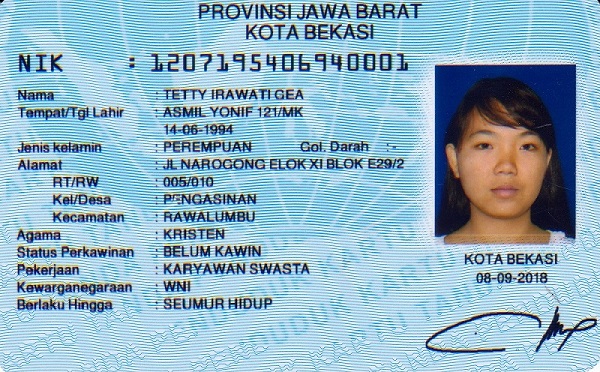 PROVINSI JAWA BARAT
KOTA BEKASI
NIK : 1207195406940001
Nama : TETTY IRAWATI GEA
Tempat/Tgl Lahir : ASMIL YONIF 121/MK
14-06-1994
Jenis kelamin : PEREMPUAN Gol. Darah :-
Alamat : JL NAROGONG ELOK XI BLOK E29/2
RT/RW : 005/010
Kel/Desa : PENGASINAN
Kecamatan : RAWALUMBU
Agama : KRISTEN
Status Perkawinan : BELUM KAWIN
Pekerjaan : KARYAWAN SWASTA
Kewarganegaraan : WNI
Berlaku Hingga : SEUMUR HIDUP
KOTA BEKASI
08-09-2018